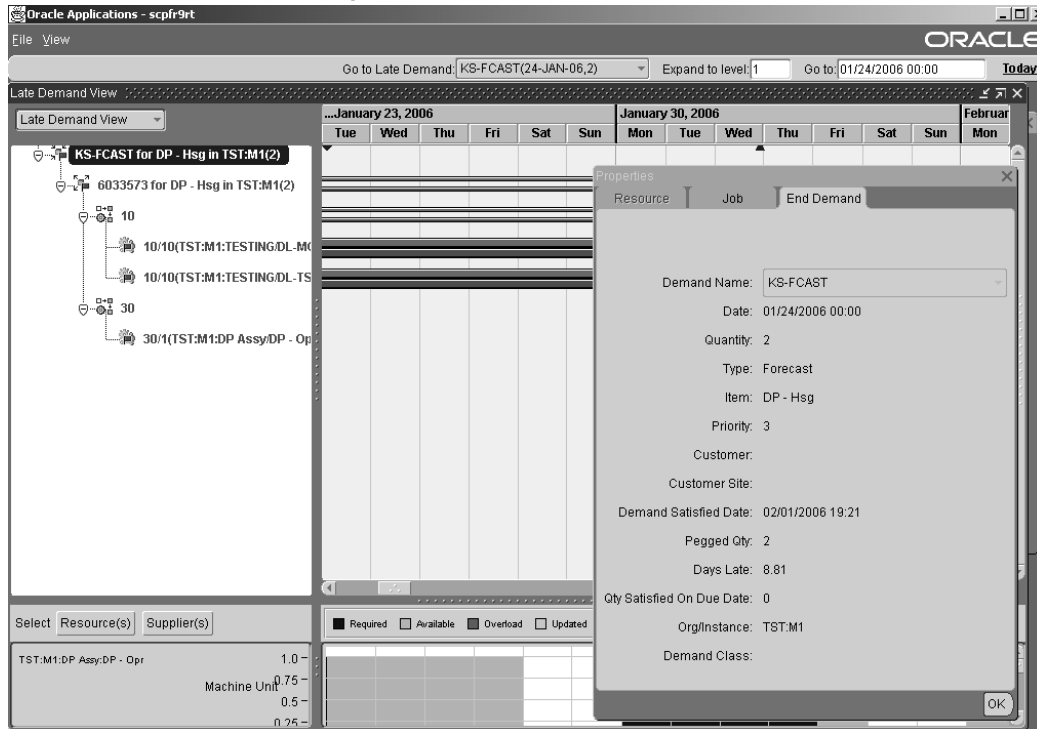 Oracle Applications - scpfr9rt
File View
ORACLE
Go to Late Demand: KS-FCAST(24-JAN-06,2) Expand to level: 1 Go to: 01/24/2006 00:00 Today
Late Demand View
Late Demand View
...January 23, 2006 January 30, 2006 Februar
Tue Wed Thu Fri Sat Sun Mon Tue Wed Thu Fri Sat Sun Mon
KS-FCAST for DP - Hsg in TST:M1(2)
6033573 for DP - Hsg in TST:M1(2)
10
10/10(TST:M1:TESTING/DL-MO
10/10(TST:M1:TESTING/DL-TS
30
30/1(TST:M1:DP Assy/DP - Op
Properties
Resource Job End Demand
Demand Name: KS-FCAST
Date: 01/24/2006 00:00
Quantity: 2
Type: Forecast
Item: DP - Hsg
Priority: 3
Customer:
Customer Site:
Demand Satisfied Date: 02/01/2006 19:21
Pegged Qty: 2
Days Late: 8.81
Qty Satisfied On Due Date: 0
Org/Instance: TST:M1
Demand Class:
OK
Select Resource(s) Supplier(s)
Required Available Overload Updated
TST:M1:DP Assy:DP - Opr
Machine Unit
1.0
0.75
0.5
0.25